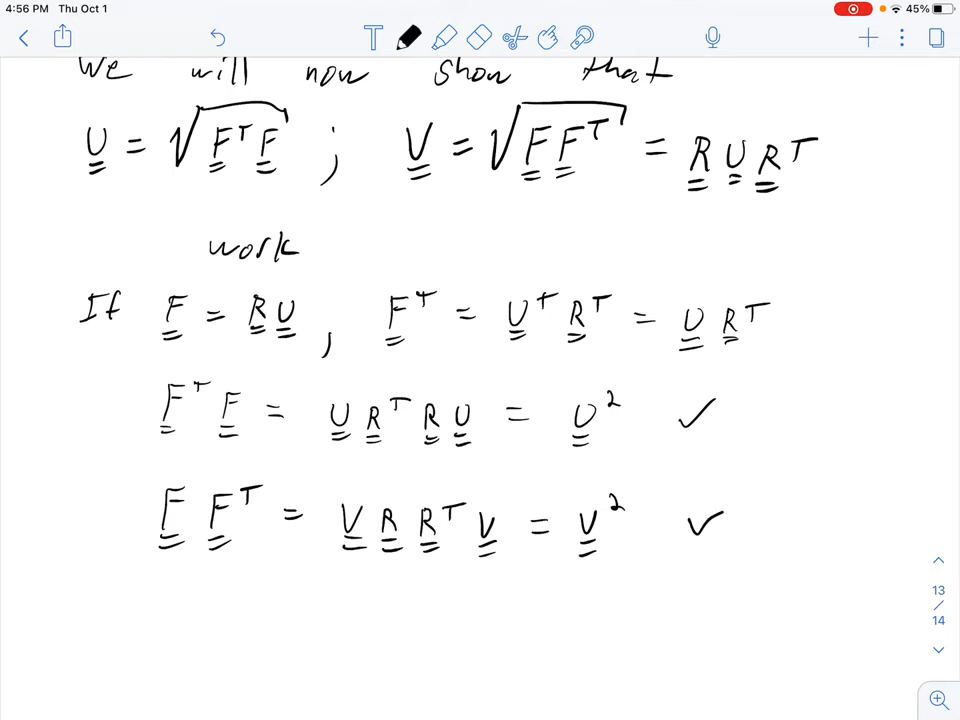 4:56 PM Thu Oct 1 45%
We will now show that
U = √(FᵀF) ; V = √(FFᵀ) = R U Rᵀ
work
If F = R U , Fᵀ = Uᵀ Rᵀ = U Rᵀ
Fᵀ F = U Rᵀ R U = U² ✓
F Fᵀ = V R Rᵀ V = V² ✓
13
/
14